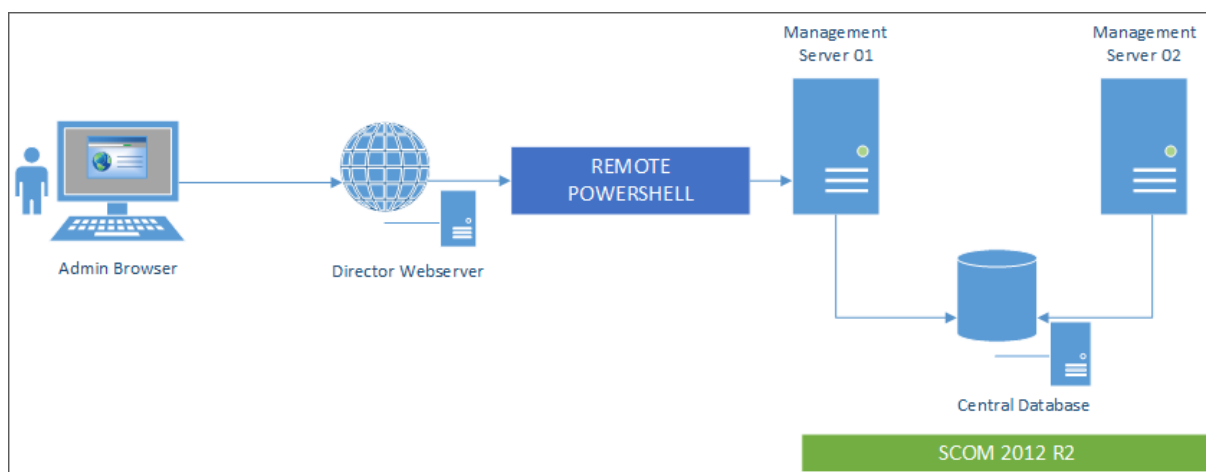 Management
Server 01
Management
Server 02
REMOTE
POWERSHELL
Admin Browser
Director Webserver
Central Database
SCOM 2012 R2